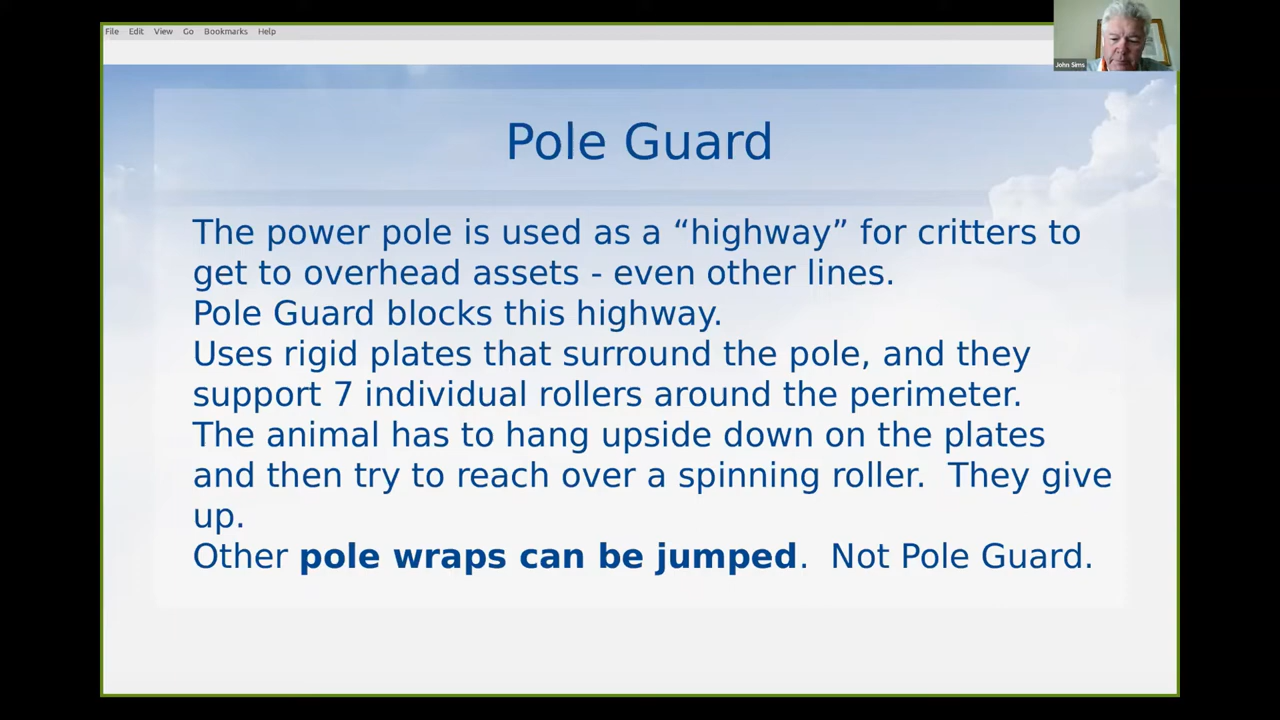 File Edit View Go Bookmarks Help
John Sims
Pole Guard
The power pole is used as a “highway” for critters to
get to overhead assets - even other lines.
Pole Guard blocks this highway.
Uses rigid plates that surround the pole, and they
support 7 individual rollers around the perimeter.
The animal has to hang upside down on the plates
and then try to reach over a spinning roller.  They give
up.
Other pole wraps can be jumped.  Not Pole Guard.